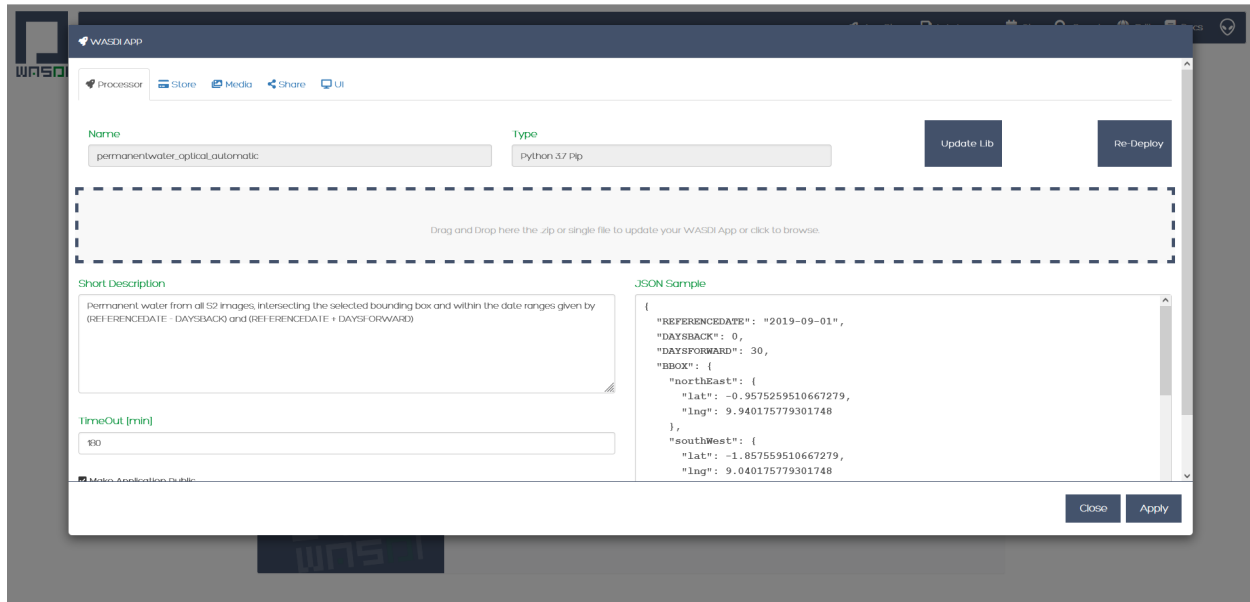 WASDI APP
Processor
Store
Media
Share
UI
Name
Type
permanentwater_optical_automatic
Python 3.7 Pip
Update Lib
Re-Deploy
Drag and Drop here the .zip or single file to update your WASDI App or click to browse.
Short Description
Permanent water from all S2 images, intersecting the selected bounding box and within the date ranges given by
(REFERENCEDATE - DAYSBACK) and (REFERENCEDATE + DAYSFORWARD)
JSON Sample
{
"REFERENCEDATE": "2019-09-01",
"DAYSBACK": 0,
"DAYSFORWARD": 30,
"BBOX": {
"northEast": {
"lat": -0.9575259510667279,
"lng": 9.940175779301748
},
"southWest": {
"lat": -1.857559510667279,
"lng": 9.040175779301748
TimeOut [min]
180
Make Application Public
Close
Apply